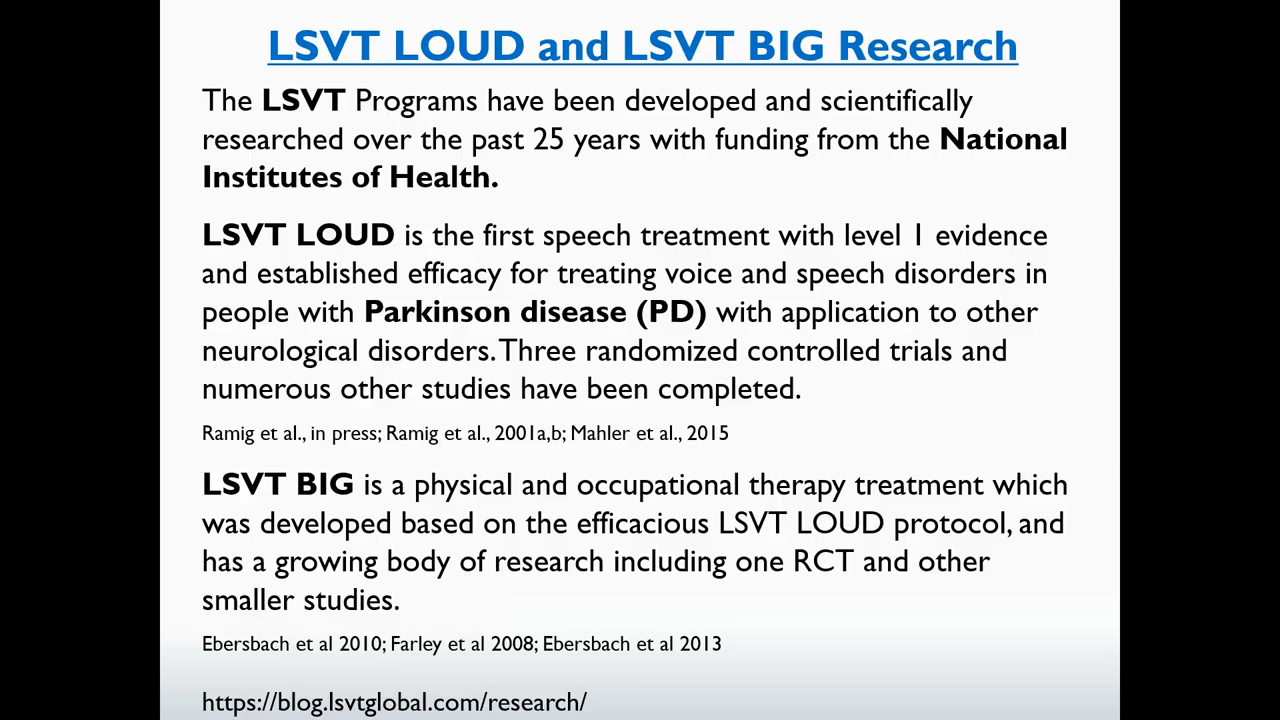 LSVT LOUD and LSVT BIG Research
The LSVT Programs have been developed and scientifically
researched over the past 25 years with funding from the National
Institutes of Health.
LSVT LOUD is the first speech treatment with level 1 evidence
and established efficacy for treating voice and speech disorders in
people with Parkinson disease (PD) with application to other
neurological disorders. Three randomized controlled trials and
numerous other studies have been completed.
Ramig et al., in press; Ramig et al., 2001a,b; Mahler et al., 2015
LSVT BIG is a physical and occupational therapy treatment which
was developed based on the efficacious LSVT LOUD protocol, and
has a growing body of research including one RCT and other
smaller studies.
Ebersbach et al 2010; Farley et al 2008; Ebersbach et al 2013
https://blog.lsvtglobal.com/research/